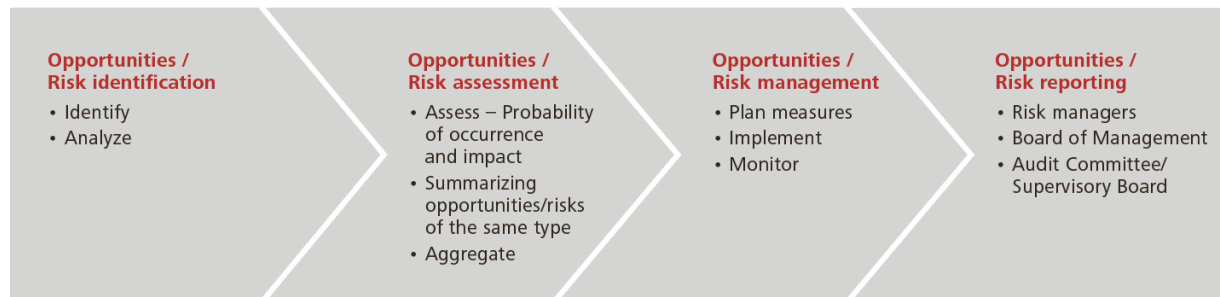 Opportunities /
Risk identification
• Identify
• Analyze
Opportunities /
Risk assessment
• Assess – Probability
of occurrence
and impact
• Summarizing
opportunities/risks
of the same type
• Aggregate
Opportunities /
Risk management
• Plan measures
• Implement
• Monitor
Opportunities /
Risk reporting
• Risk managers
• Board of Management
• Audit Committee/
Supervisory Board